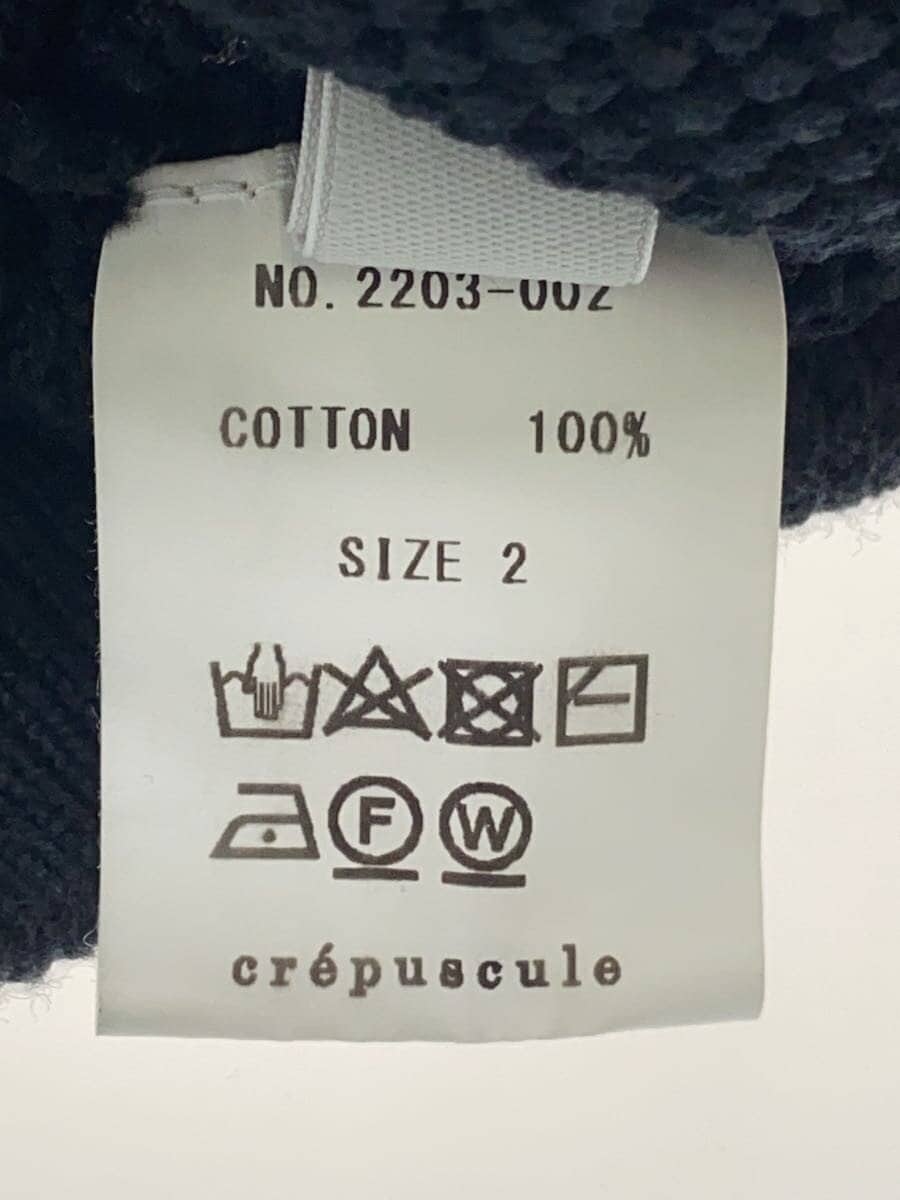 NO. 2203-002
COTTON 100%
SIZE 2
F W
crépuscule